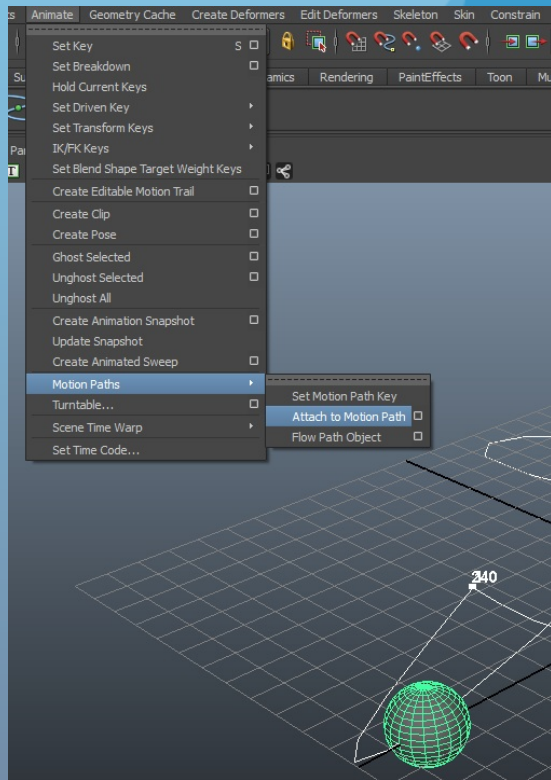 Animate Geometry Cache Create Deformers Edit Deformers Skeleton Skin Constrain
Set Key S
Set Breakdown
Hold Current Keys
Set Driven Key
Set Transform Keys
IK/FK Keys
Set Blend Shape Target Weight Keys
Create Editable Motion Trail
Create Clip
Create Pose
Ghost Selected
Unghost Selected
Unghost All
Create Animation Snapshot
Update Snapshot
Create Animated Sweep
Motion Paths
Turntable...
Scene Time Warp
Set Time Code...
Rendering PaintEffects Toon
Set Motion Path Key
Attach to Motion Path
Flow Path Object